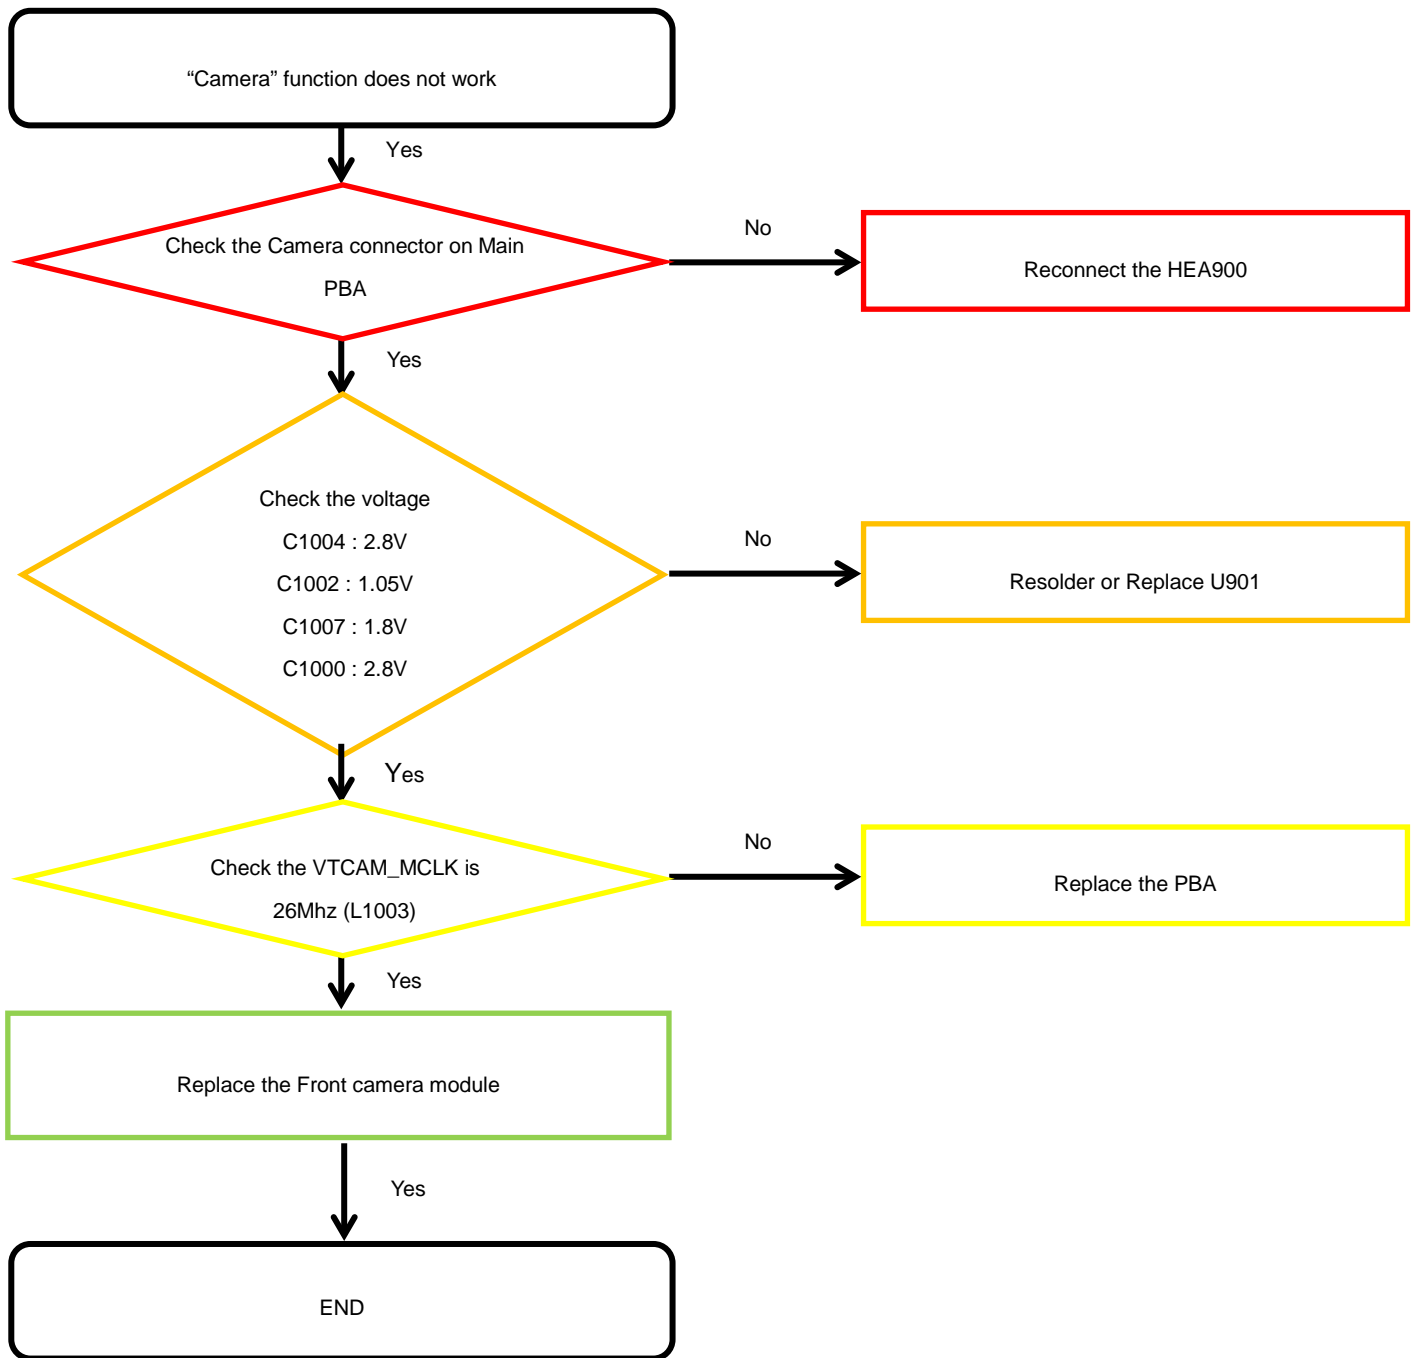 “Camera” function does not work
Yes
Check the Camera connector on Main
PBA
No
Reconnect the HEA900
Yes
Check the voltage
C1004 : 2.8V
C1002 : 1.05V
C1007 : 1.8V
C1000 : 2.8V
No
Resolder or Replace U901
Yes
Check the VTCAM_MCLK is
26Mhz (L1003)
No
Replace the PBA
Yes
Replace the Front camera module
Yes
END